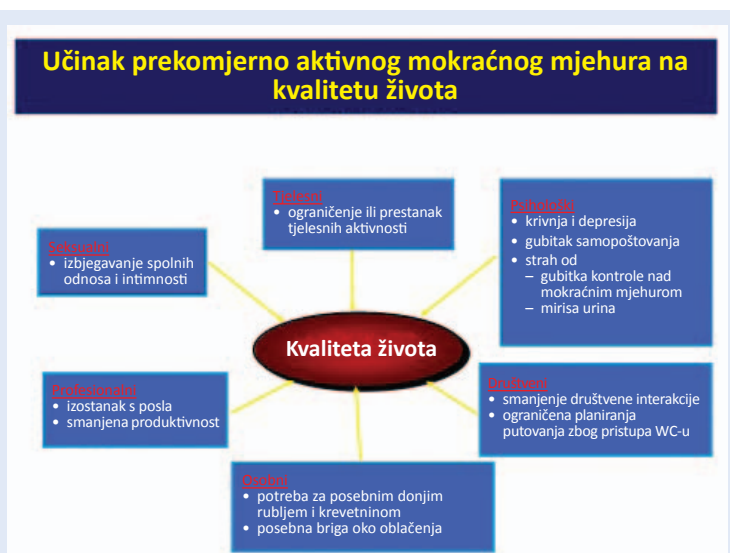 Učinak prekomjerno aktivnog mokraćnog mjehura na
kvalitetu života
Tjelesni
• ograničenje ili prestanak
tjelesnih aktivnosti
Psihološki
• krivnja i depresija
• gubitak samopoštovanja
• strah od
– gubitka kontrole nad
mokraćnim mjehurom
– mirisa urina
Seksualni
• izbjegavanje spolnih
odnosa i intimnosti
Kvaliteta života
Profesionalni
• izostanak s posla
• smanjena produktivnost
Društveni
• smanjenje društvene interakcije
• ograničena planiranja
putovanja zbog pristupa WC-u
Osobni
• potreba za posebnim donjim
rubljem i krevetninom
• posebna briga oko oblačenja